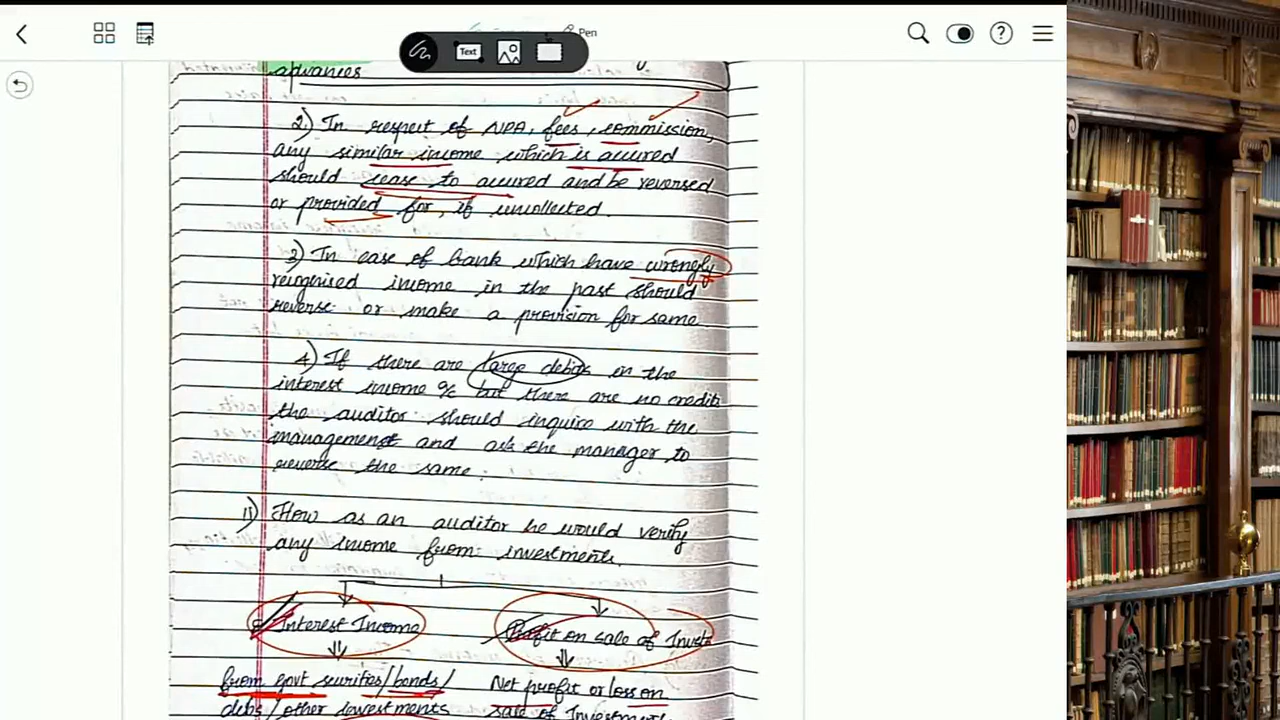 Pen
Text
advances
2) In respect of NPA, fees, commission,
any similar income which is accured
should cease to accured and be reversed
or provided for, if uncollected.
3) In case of bank which have wrongly
recognised income in the past should
reverse or make a provision for same
4) If there are large debits in the
interest income a/c but there are no credits
the auditor should inquire with the
management and ask the manager to
reverse the same.
11) How as an auditor he would verify
any income from investments.
Interest Income
Profit on sale of Invst
from govt securities/bonds/
Net profit or loss on
debs/other investments
sale of Investment